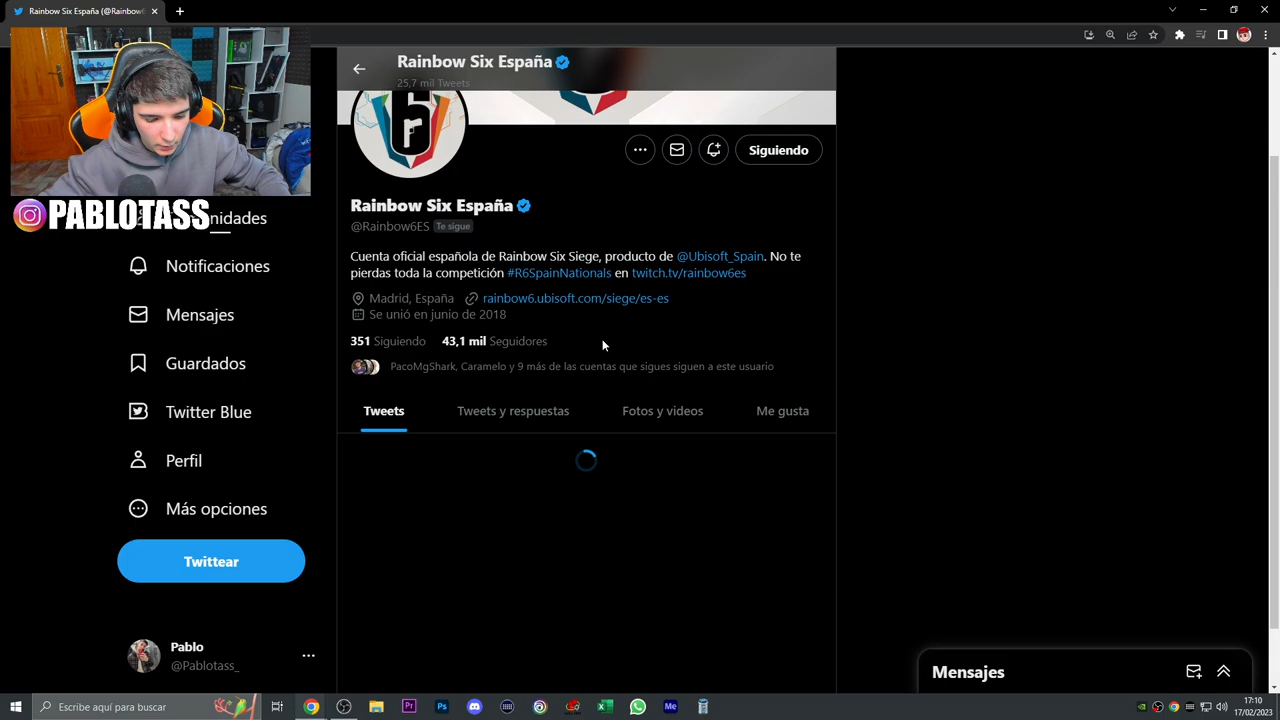 Rainbow Six España (@Rainbow6
Rainbow Six España
25,7 mil Tweets
Siguiendo
PABLOTASS
nidades
Rainbow Six España
@Rainbow6ES Te sigue
Notificaciones
Cuenta oficial española de Rainbow Six Siege, producto de @Ubisoft_Spain. No te
pierdas toda la competición #R6SpainNationals en twitch.tv/rainbow6es
Madrid, España rainbow6.ubisoft.com/siege/es-es
Se unió en junio de 2018
Mensajes
351 Siguiendo 43,1 mil Seguidores
Guardados
PacoMgShark, Caramelo y 9 más de las cuentas que sigues siguen a este usuario
Twitter Blue
Tweets Tweets y respuestas Fotos y videos Me gusta
Perfil
Más opciones
Twittear
Pablo
@Pablotass_
Mensajes
Escribe aquí para buscar
Pr
Ps
Me
17:10
17/02/2023